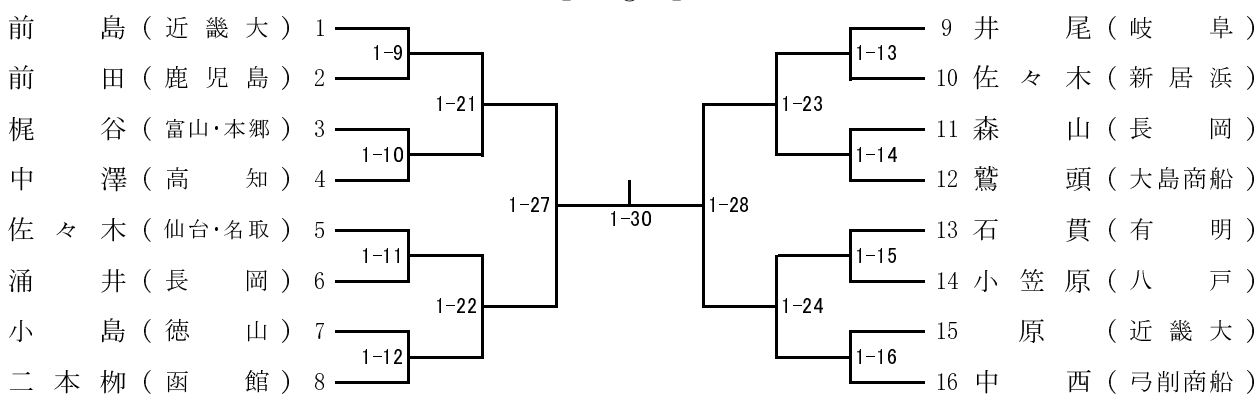 前島（近畿大）1
1-9
前田（鹿児島）2
1-21
梶谷（富山・本郷）3
1-10
中澤（高知）4
1-27
佐々木（仙台・名取）5
1-11
涌井（長岡）6
1-22
小島（徳山）7
1-12
二本栁（函館）8
1-30
9 井尾（岐阜）
1-13
10 佐々木（新居浜）
1-23
11 森山（長岡）
1-14
12 鷲頭（大島商船）
1-28
13 石貫（有明）
1-15
14 小笠原（八戸）
1-24
15 原（近畿大）
1-16
16 中西（弓削商船）